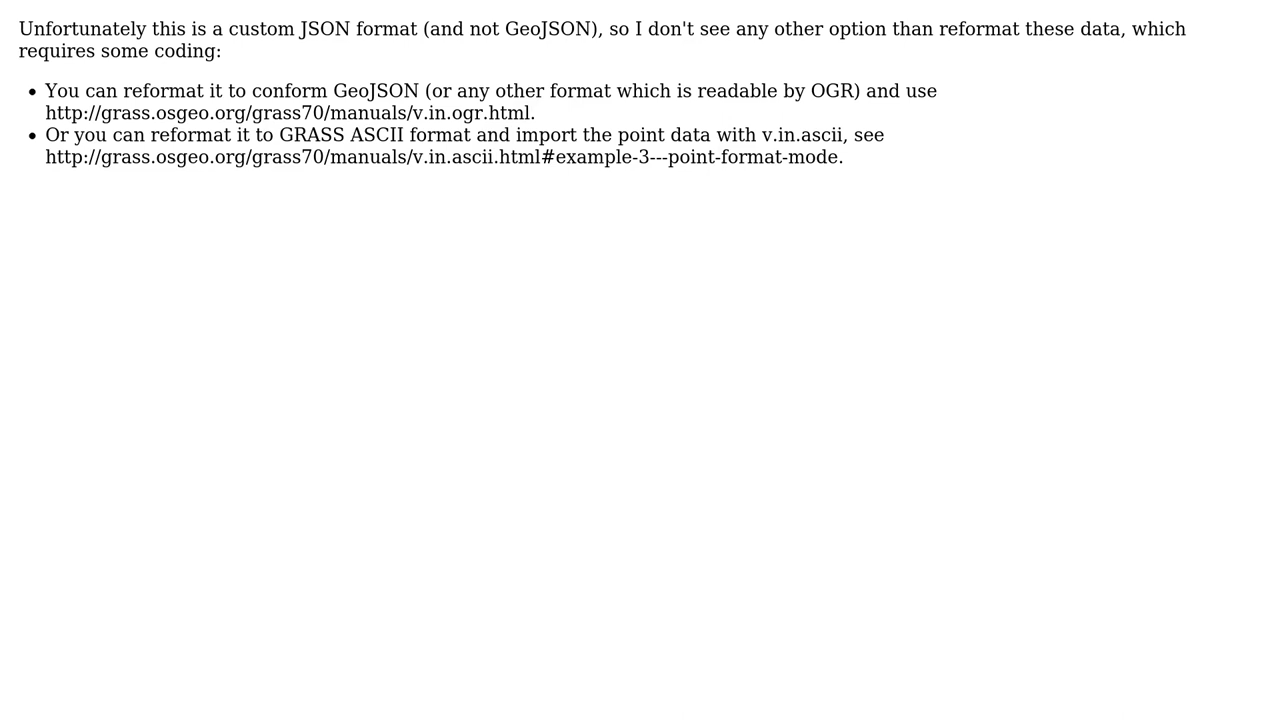 Unfortunately this is a custom JSON format (and not GeoJSON), so I don't see any other option than reformat these data, which
requires some coding:
• You can reformat it to conform GeoJSON (or any other format which is readable by OGR) and use
http://grass.osgeo.org/grass70/manuals/v.in.ogr.html.
• Or you can reformat it to GRASS ASCII format and import the point data with v.in.ascii, see
http://grass.osgeo.org/grass70/manuals/v.in.ascii.html#example-3---point-format-mode.